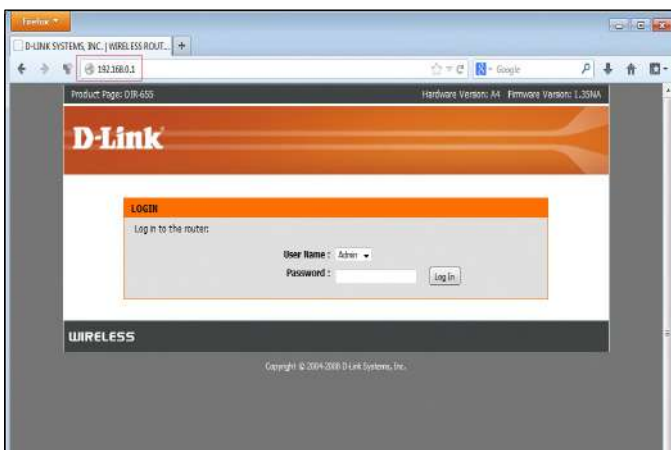 Firefox
D-LINK SYSTEMS, INC. | WIRELESS ROUT... +
192.168.0.1
Google
Product Page: DIR-655 Hardware Version: A4 Firmware Version: 1.35NA
D-Link
LOGIN
Log in to the router:
User Name : Admin
Password : Log In
WIRELESS
Copyright © 2004-2008 D-Link Systems, Inc.